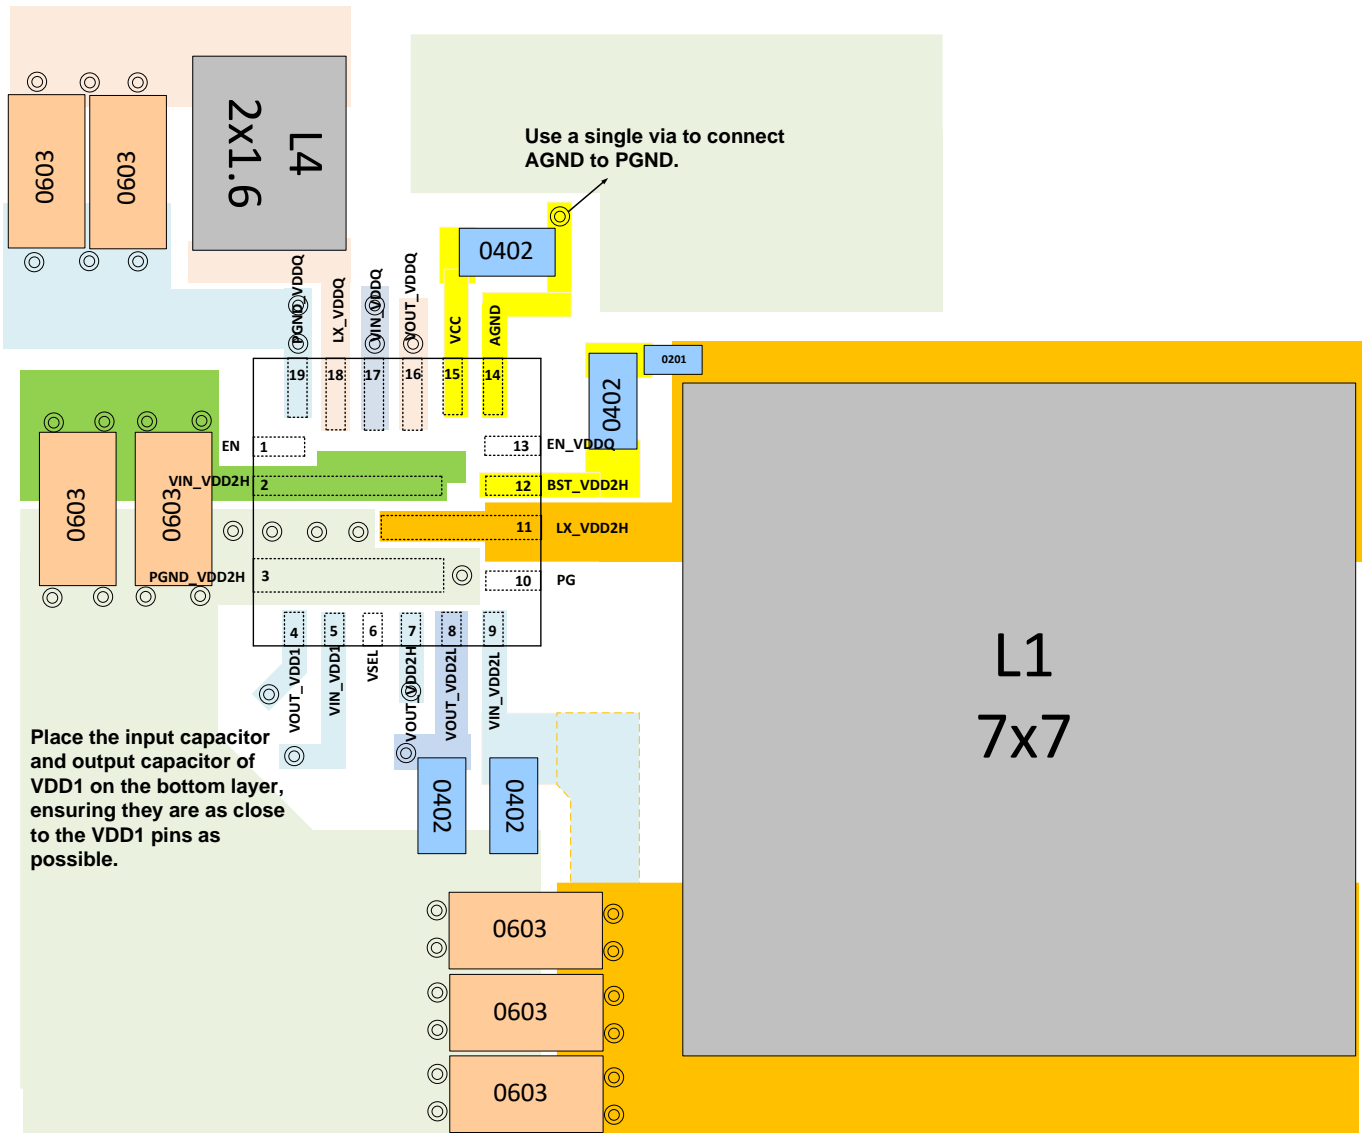 L4
2x1.6
0603
0603
Use a single via to connect
AGND to PGND.
0402
PGND_VDDQ
LX_VDDQ
VIN_VDDQ
VOUT_VDDQ
VCC
AGND
0201
19
18
17
16
15
14
0402
EN
1
13
EN_VDDQ
VIN_VDD2H
2
12
BST_VDD2H
0603
0603
11
LX_VDD2H
PGND_VDD2H
3
10
PG
4
5
6
7
8
9
VOUT_VDD1
VIN_VDD1
VSEL
VOUT_VDD2H
VOUT_VDD2L
VIN_VDD2L
L1
7x7
Place the input capacitor
and output capacitor of
VDD1 on the bottom layer,
ensuring they are as close
to the VDD1 pins as
possible.
0402
0402
0603
0603
0603